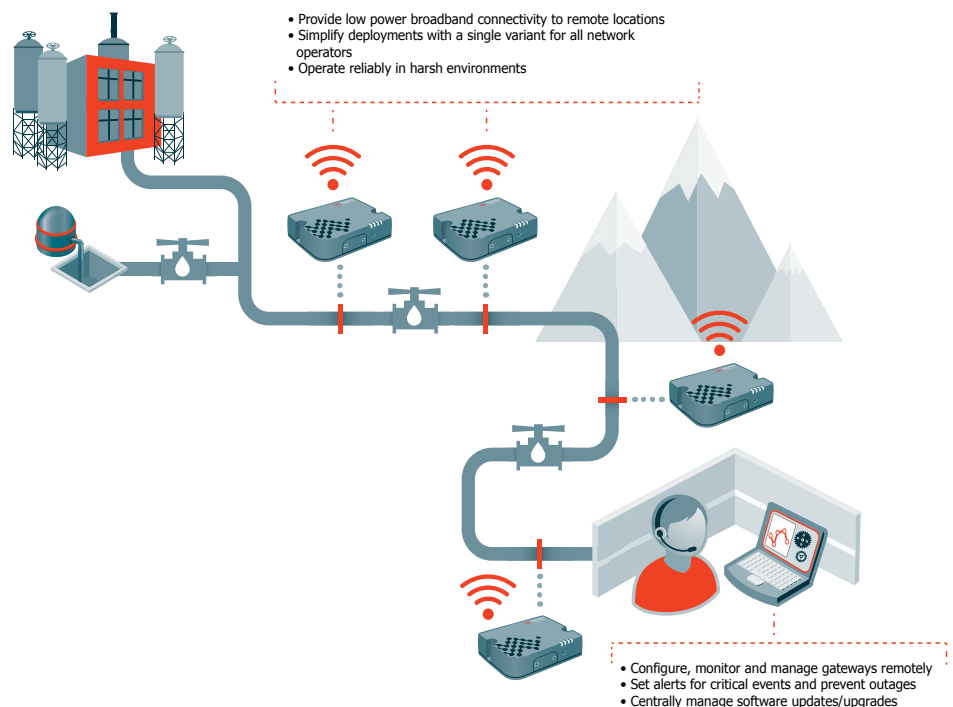 • Provide low power broadband connectivity to remote locations
• Simplify deployments with a single variant for all network
operators
• Operate reliably in harsh environments
• Configure, monitor and manage gateways remotely
• Set alerts for critical events and prevent outages
• Centrally manage software updates/upgrades